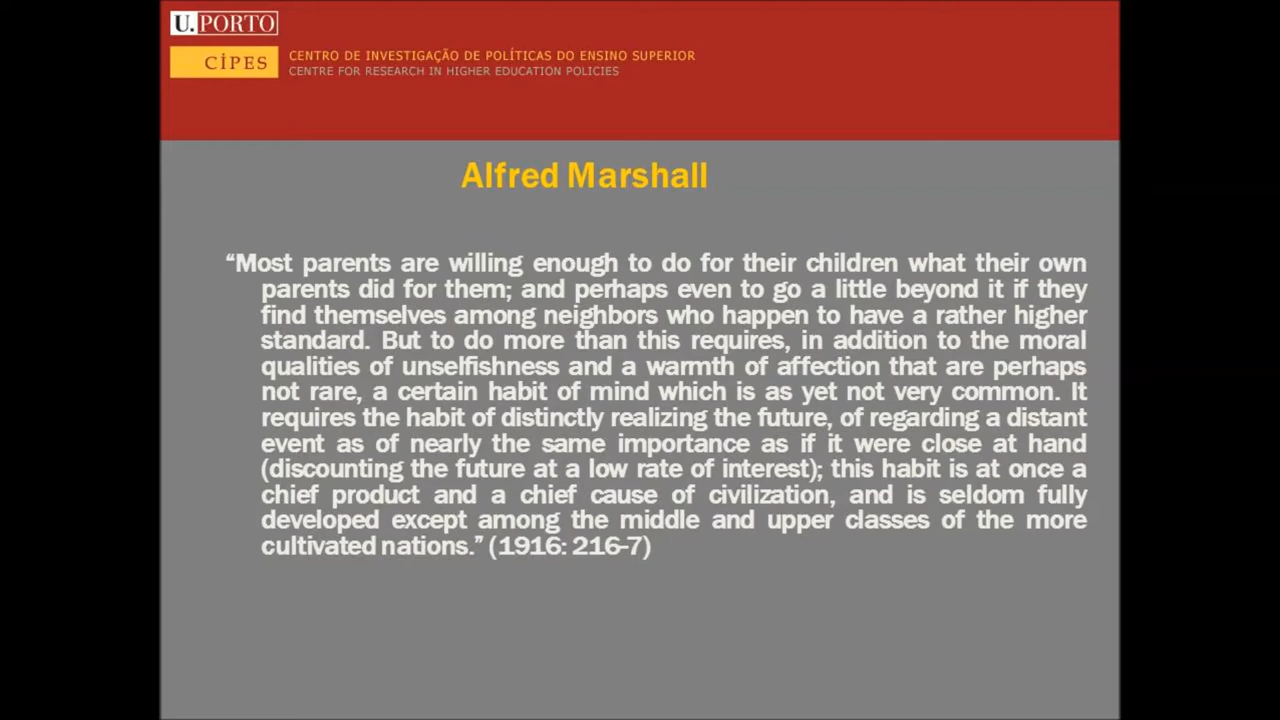 U.PORTO
CİPES
CENTRO DE INVESTIGAÇÃO DE POLÍTICAS DO ENSINO SUPERIOR
CENTRE FOR RESEARCH IN HIGHER EDUCATION POLICIES
Alfred Marshall
“Most parents are willing enough to do for their children what their own
parents did for them; and perhaps even to go a little beyond it if they
find themselves among neighbors who happen to have a rather higher
standard. But to do more than this requires, in addition to the moral
qualities of unselfishness and a warmth of affection that are perhaps
not rare, a certain habit of mind which is as yet not very common. It
requires the habit of distinctly realizing the future, of regarding a distant
event as of nearly the same importance as if it were close at hand
(discounting the future at a low rate of interest); this habit is at once a
chief product and a chief cause of civilization, and is seldom fully
developed except among the middle and upper classes of the more
cultivated nations.” (1916: 216-7)